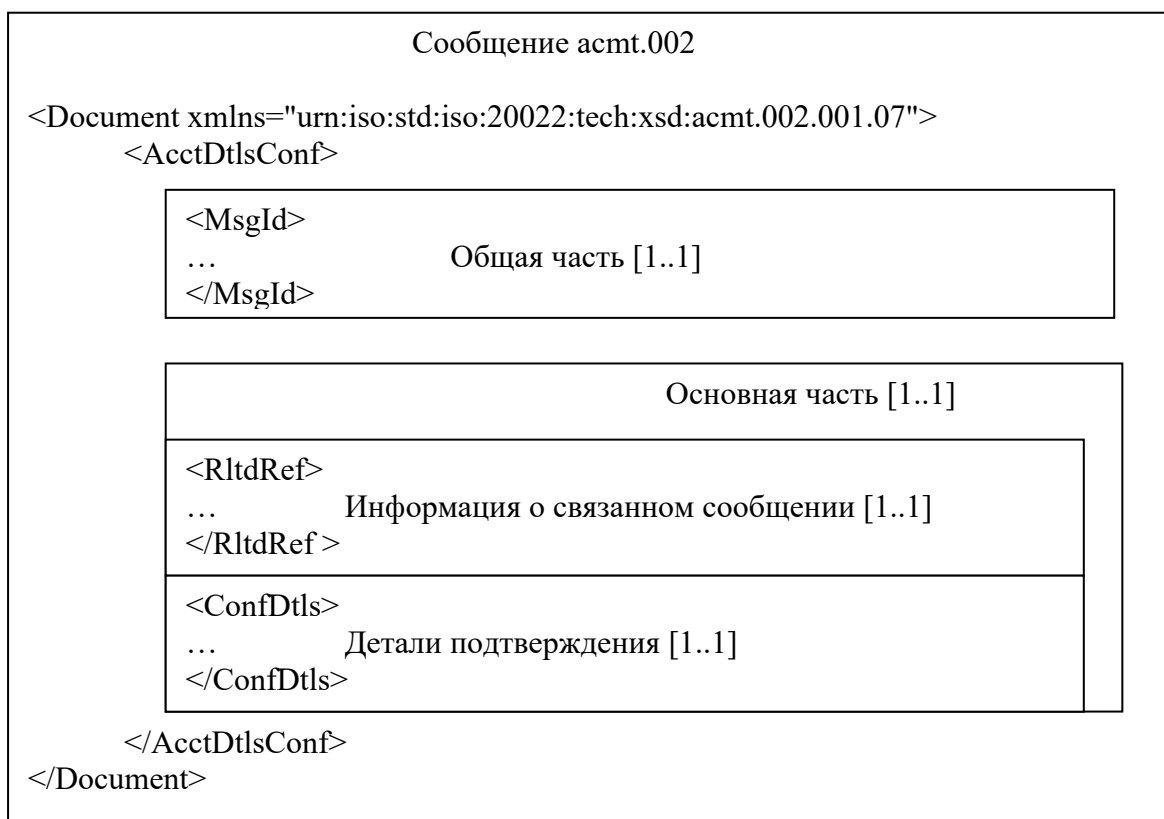 Сообщение acmt.002
<Document xmlns="urn:iso:std:iso:20022:tech:xsd:acmt.002.001.07">
<AcctDtlsConf>
<MsgId>
… Общая часть [1..1]
</MsgId>
Основная часть [1..1]
<RltdRef>
… Информация о связанном сообщении [1..1]
</RltdRef >
<ConfDtls>
… Детали подтверждения [1..1]
</ConfDtls>
</AcctDtlsConf>
</Document>